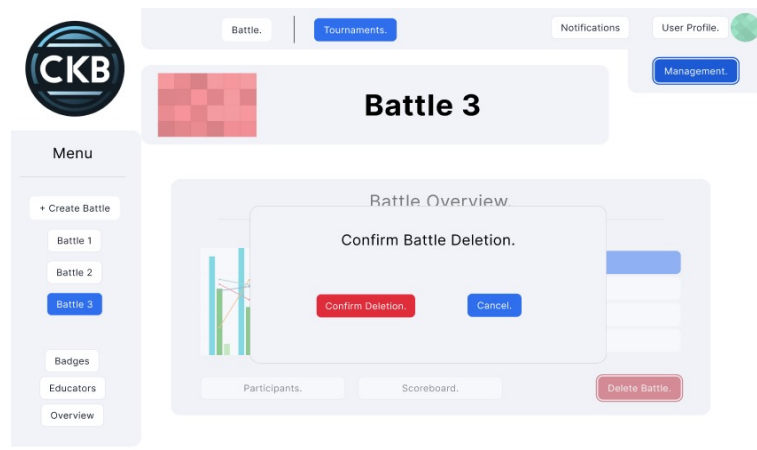 CKB
Battle.
Tournaments.
Notifications
User Profile.
Management.
Battle 3
Menu
+ Create Battle
Battle 1
Battle 2
Battle 3
Badges
Educators
Overview
Battle Overview.
Confirm Battle Deletion.
Confirm Deletion.
Cancel.
Participants.
Scoreboard.
Delete Battle.